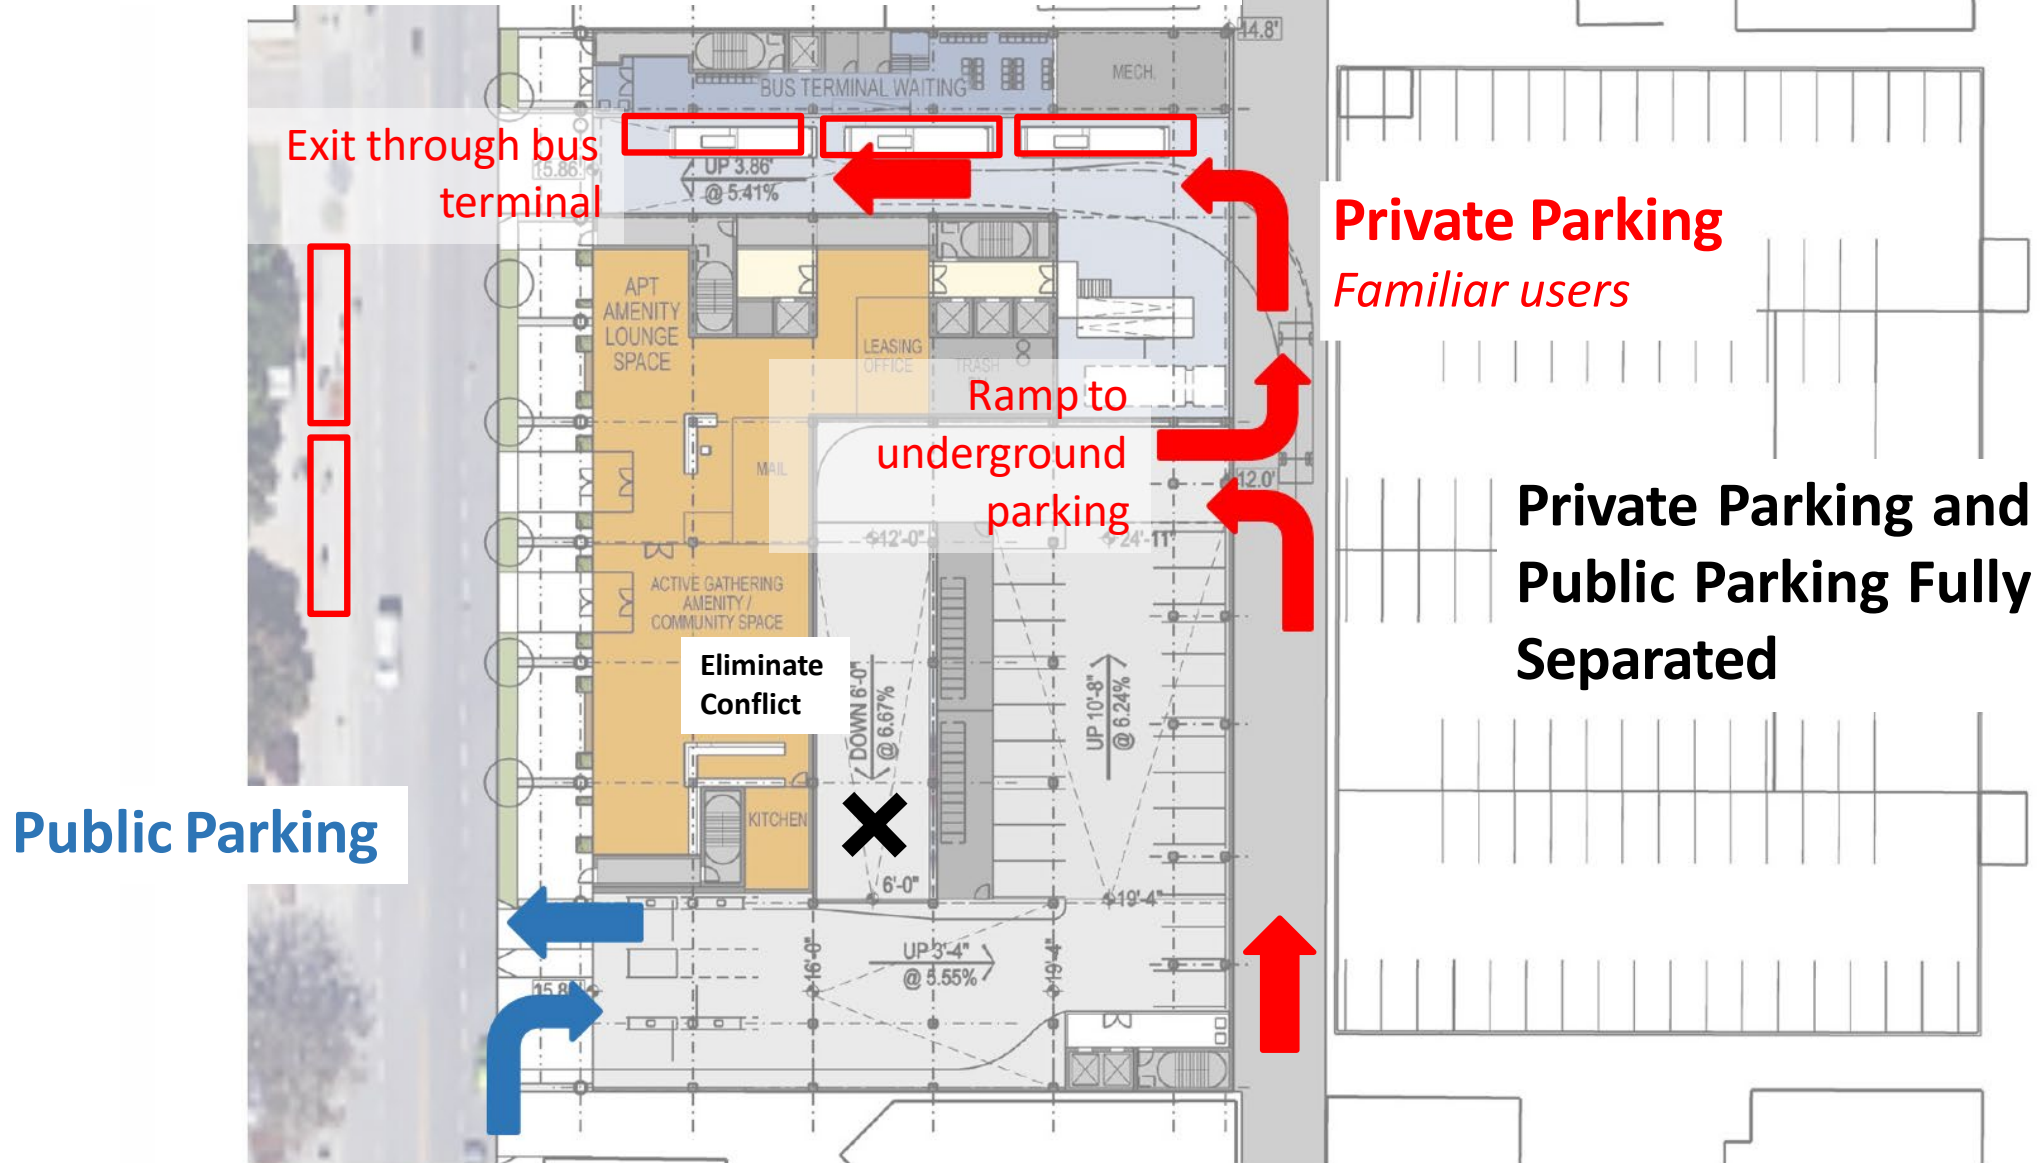 14.8'
MECH.
BUS TERMINAL WAITING
Exit through bus
terminal
15.86'
UP 3.86'
@ 5.41%
Private Parking
Familiar users
APT
AMENITY
LOUNGE
SPACE
LEASING
OFFICE
TRASH
Ramp to
underground
parking
MAIL
12.0'
12'-0"
24'-11"
Private Parking and
Public Parking Fully
Separated
ACTIVE GATHERING
AMENITY /
COMMUNITY SPACE
Eliminate
Conflict
DOWN 6'-0"
@ 6.67%
UP 10'-8"
@ 6.24%
Public Parking
KITCHEN
6'-0"
19'-4"
16'-0"
UP 3'-4"
@ 5.55%
19'-4"